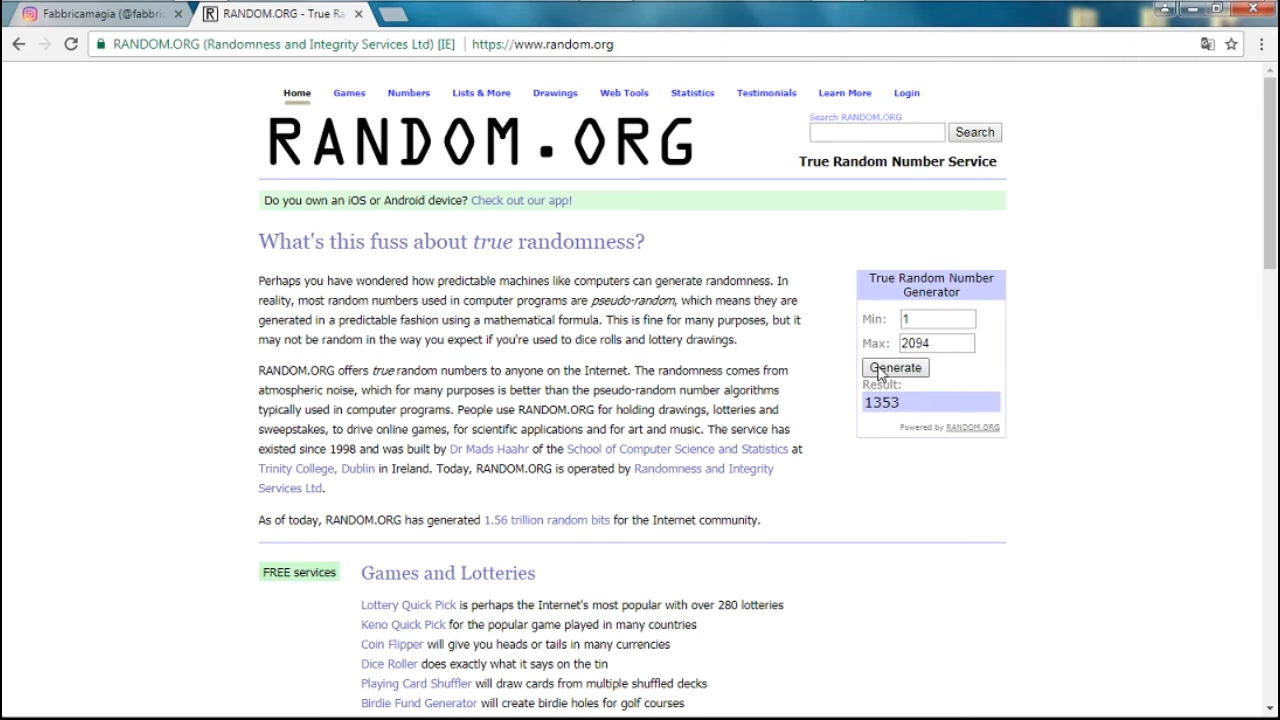 Fabbricamagia (@fabbric
RANDOM.ORG - True Ra
RANDOM.ORG (Randomness and Integrity Services Ltd) [IE] https://www.random.org
Home Games Numbers Lists & More Drawings Web Tools Statistics Testimonials Learn More Login
RANDOM.ORG
Search RANDOM.ORG
Search
True Random Number Service
Do you own an iOS or Android device? Check out our app!
What's this fuss about true randomness?
Perhaps you have wondered how predictable machines like computers can generate randomness. In
reality, most random numbers used in computer programs are pseudo-random, which means they are
generated in a predictable fashion using a mathematical formula. This is fine for many purposes, but it
may not be random in the way you expect if you're used to dice rolls and lottery drawings.
RANDOM.ORG offers true random numbers to anyone on the Internet. The randomness comes from
atmospheric noise, which for many purposes is better than the pseudo-random number algorithms
typically used in computer programs. People use RANDOM.ORG for holding drawings, lotteries and
sweepstakes, to drive online games, for scientific applications and for art and music. The service has
existed since 1998 and was built by Dr Mads Haahr of the School of Computer Science and Statistics at
Trinity College, Dublin in Ireland. Today, RANDOM.ORG is operated by Randomness and Integrity
Services Ltd.
As of today, RANDOM.ORG has generated 1.56 trillion random bits for the Internet community.
True Random Number
Generator
Min: 1
Max: 2094
Generate
Result:
1353
Powered by RANDOM.ORG
FREE services
Games and Lotteries
Lottery Quick Pick is perhaps the Internet's most popular with over 280 lotteries
Keno Quick Pick for the popular game played in many countries
Coin Flipper will give you heads or tails in many currencies
Dice Roller does exactly what it says on the tin
Playing Card Shuffler will draw cards from multiple shuffled decks
Birdie Fund Generator will create birdie holes for golf courses